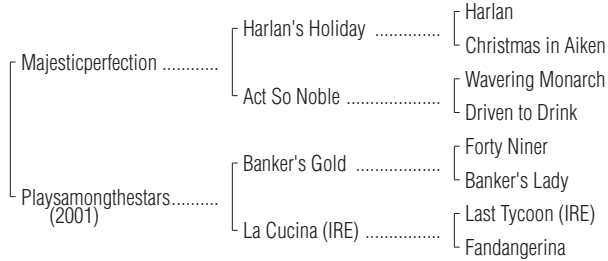 Harlan
Harlan's Holiday ..............
Christmas in Aiken
Majesticperfection ............
Wavering Monarch
Act So Noble ....................
Driven to Drink
Forty Niner
Banker's Gold ..................
Banker's Lady
Playsamongthestars..........
(2001)
Last Tycoon (IRE)
La Cucina (IRE) ................
Fandangerina